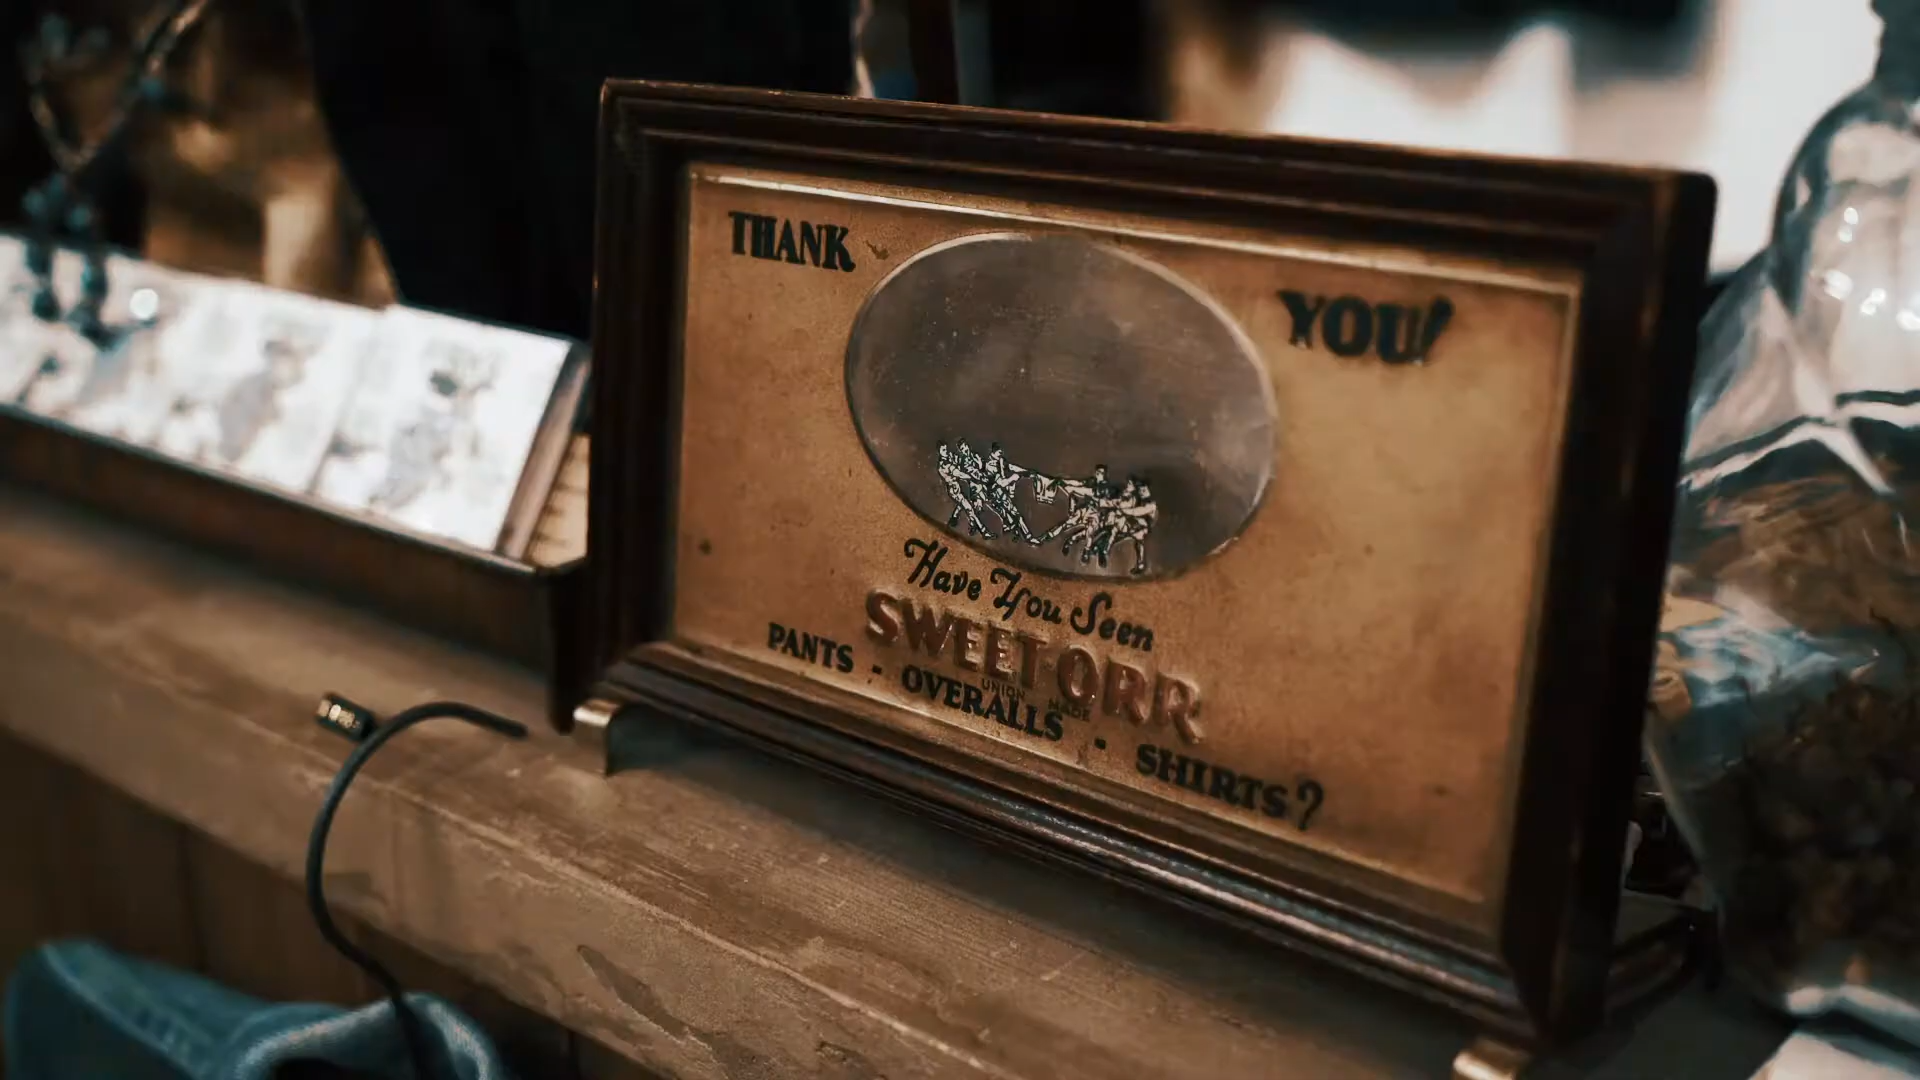 THANK YOU!
Have You Seen
SWEET-ORR
UNION MADE
PANTS - OVERALLS - SHIRTS?